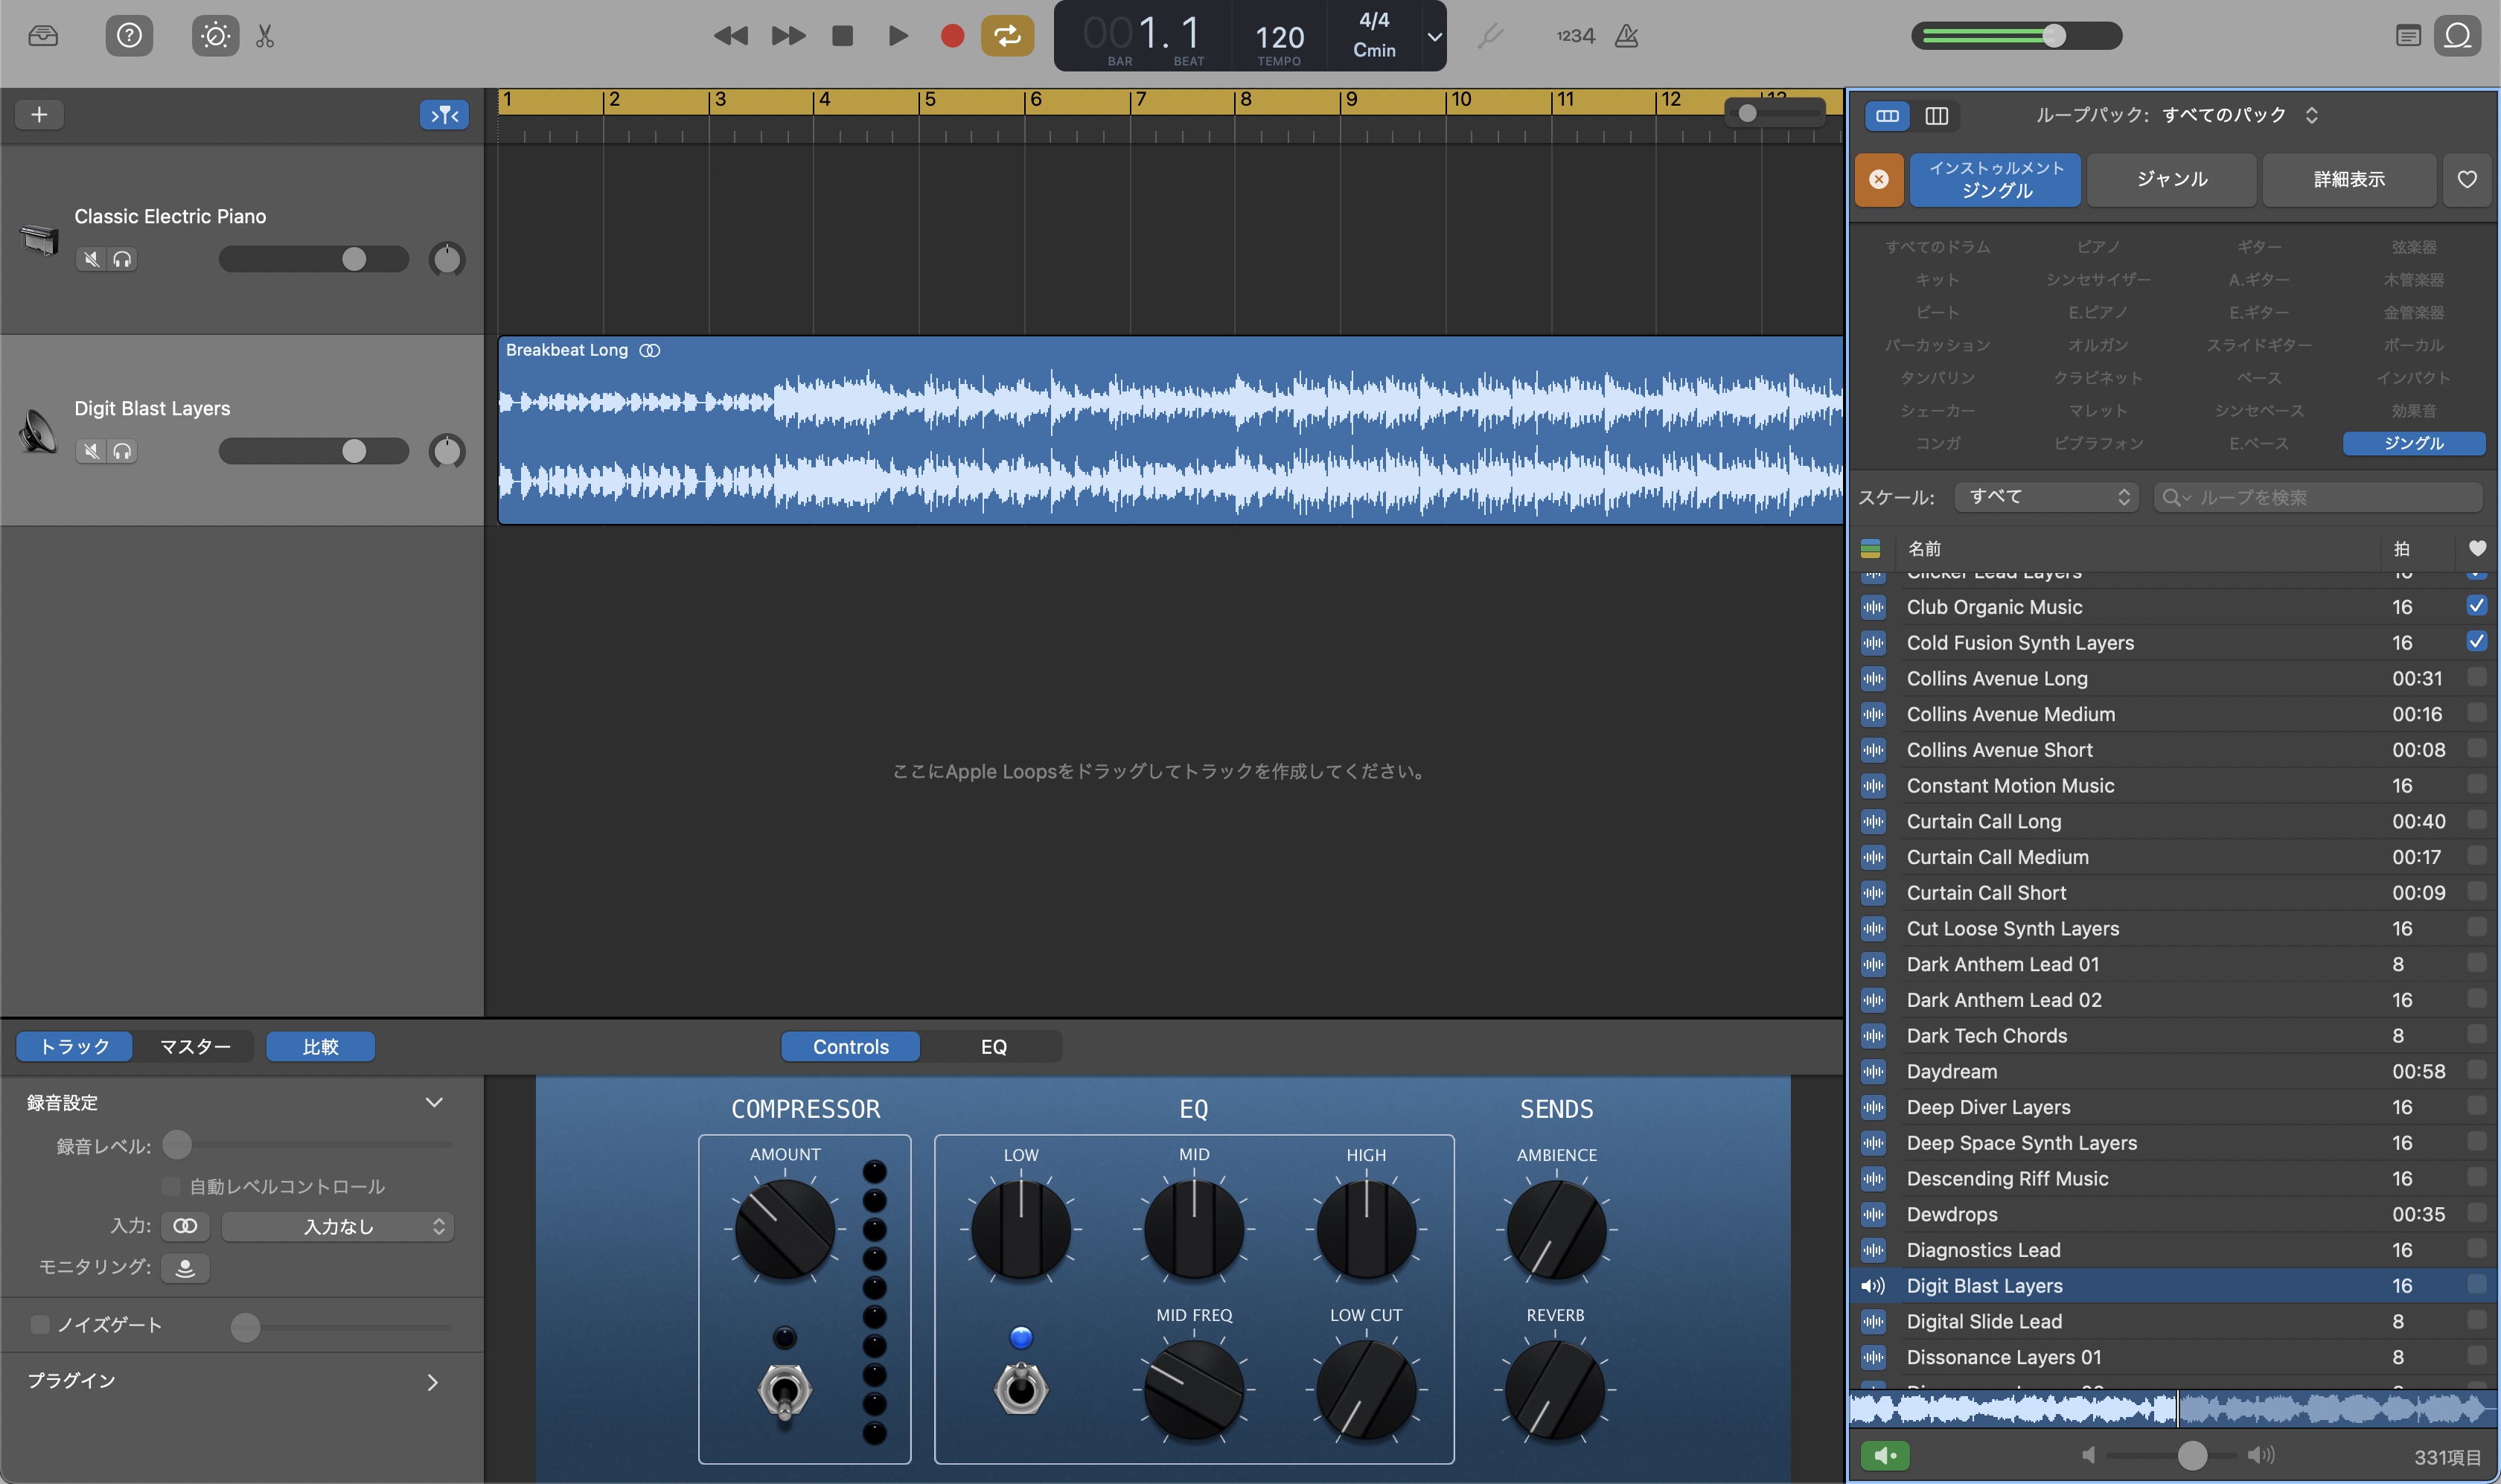 001. 1
BAR
BEAT
120
TEMPO
4/4
Cmin
1234
1 2 3 4 5 6 7 8 9 10 11 12 13
Classic Electric Piano
Digit Blast Layers
Breakbeat Long
ここにApple Loopsをドラッグしてトラックを作成してください。
トラック
マスター
比較
Controls
EQ
録音設定
録音レベル:
自動レベルコントロール
入力:
入力なし
モニタリング:
ノイズゲート
プラグイン
COMPRESSOR
AMOUNT
EQ
LOW
MID
HIGH
MID FREQ
LOW CUT
SENDS
AMBIENCE
REVERB
ループパック: すべてのパック
インストゥルメント
ジングル
ジャンル
詳細表示
すべてのドラム ピアノ ギター 弦楽器
キット シンセサイザー A.ギター 木管楽器
ビート E.ピアノ E.ギター 金管楽器
パーカッション オルガン スライドギター ボーカル
タンバリン クラビネット ベース インパクト
シェーカー マレット シンセベース 効果音
コンガ ビブラフォン E.ベース ジングル
スケール: すべて
ループを検索
名前 拍
Clicker Lead Layers 16
Club Organic Music 16
Cold Fusion Synth Layers 16
Collins Avenue Long 00:31
Collins Avenue Medium 00:16
Collins Avenue Short 00:08
Constant Motion Music 16
Curtain Call Long 00:40
Curtain Call Medium 00:17
Curtain Call Short 00:09
Cut Loose Synth Layers 16
Dark Anthem Lead 01 8
Dark Anthem Lead 02 16
Dark Tech Chords 8
Daydream 00:58
Deep Diver Layers 16
Deep Space Synth Layers 16
Descending Riff Music 16
Dewdrops 00:35
Diagnostics Lead 16
Digit Blast Layers 16
Digital Slide Lead 8
Dissonance Layers 01 8
331項目